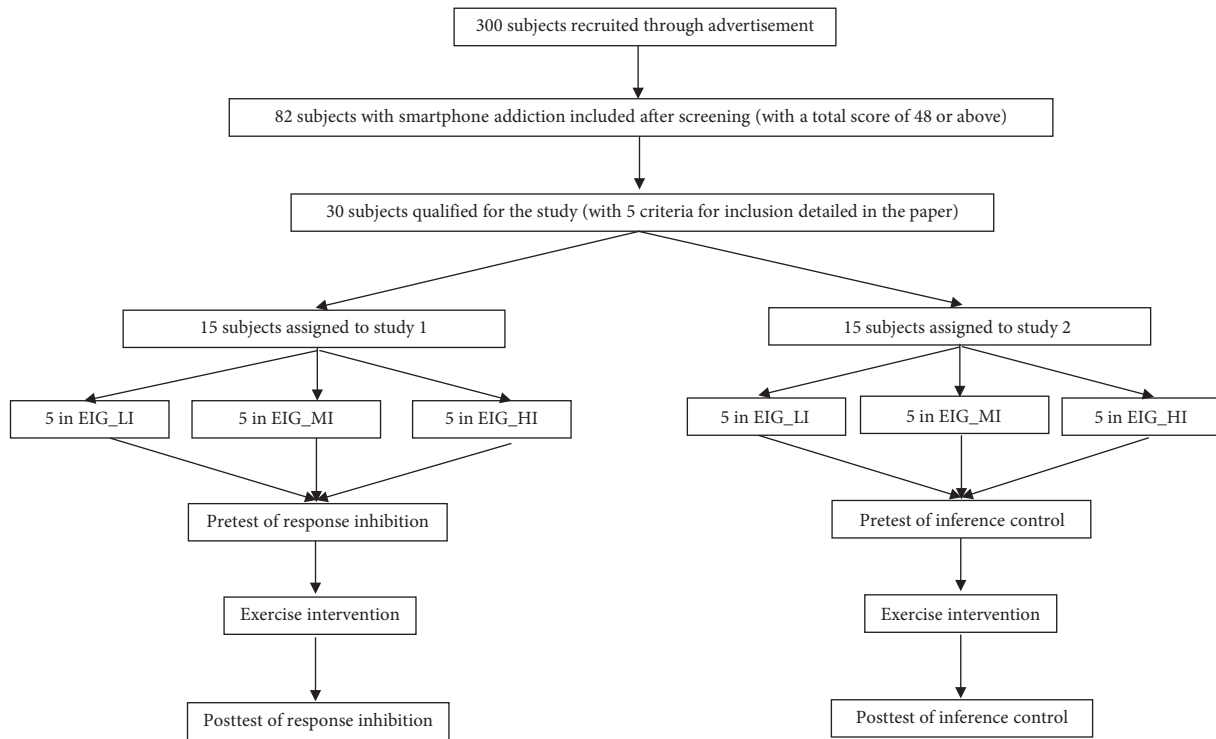 300 subjects recruited through advertisement
82 subjects with smartphone addiction included after screening (with a total score of 48 or above)
30 subjects qualified for the study (with 5 criteria for inclusion detailed in the paper)
15 subjects assigned to study 1
15 subjects assigned to study 2
5 in EIG_LI
5 in EIG_MI
5 in EIG_HI
5 in EIG_LI
5 in EIG_MI
5 in EIG_HI
Pretest of response inhibition
Pretest of inference control
Exercise intervention
Exercise intervention
Posttest of response inhibition
Posttest of inference control